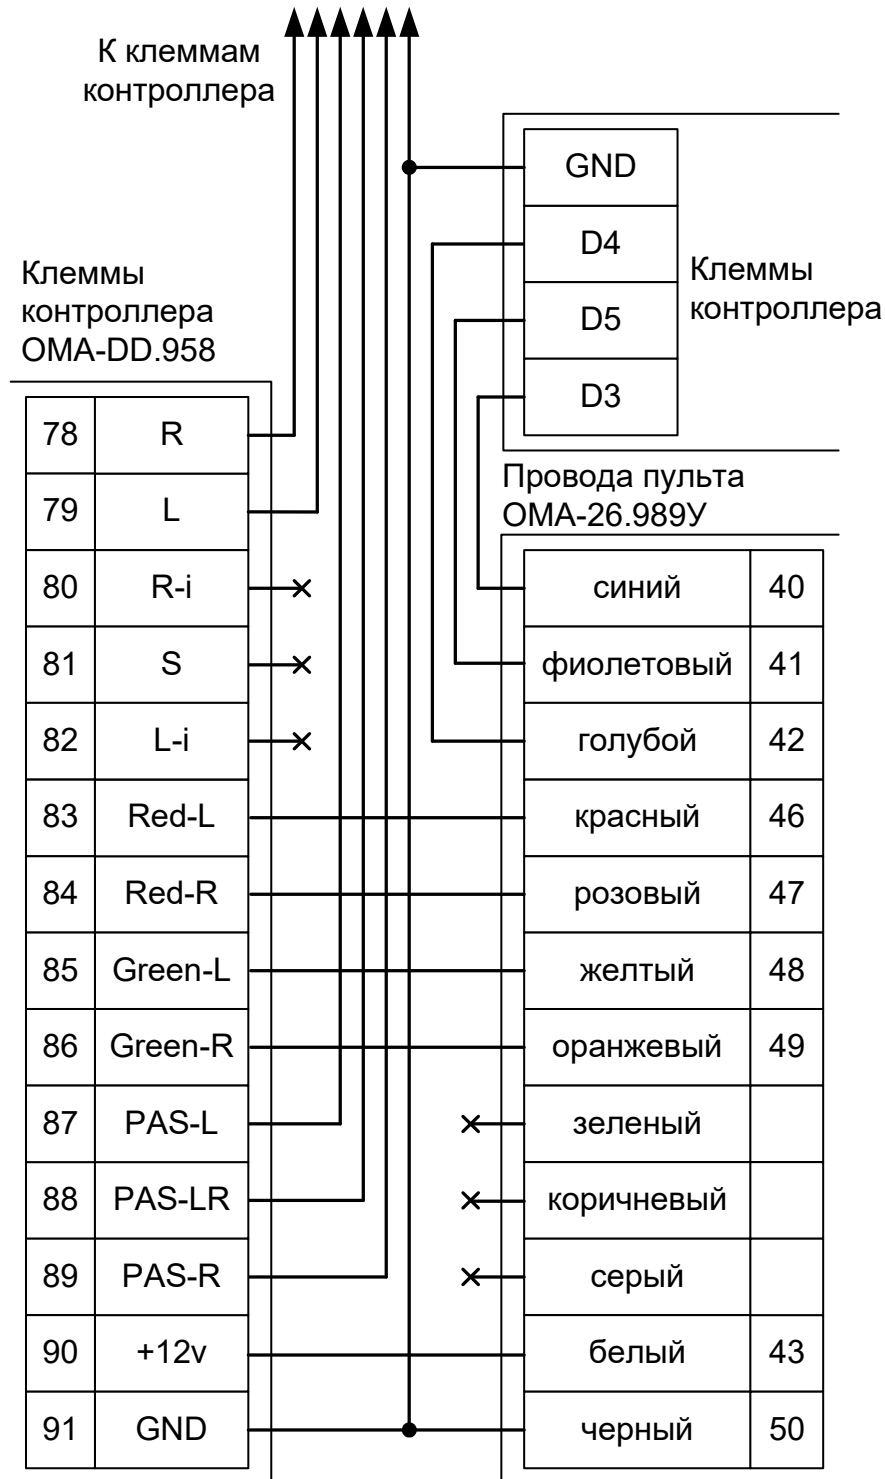 К клеммам
контроллера
GND
D4
D5
D3
Клеммы
контроллера
Клеммы
контроллера
OMA-DD.958
Провода пульта
ОМА-26.989У
78 R
79 L
80 R-i
81 S
82 L-i
83 Red-L
84 Red-R
85 Green-L
86 Green-R
87 PAS-L
88 PAS-LR
89 PAS-R
90 +12v
91 GND
синий 40
фиолетовый 41
голубой 42
красный 46
розовый 47
желтый 48
оранжевый 49
зеленый
коричневый
серый
белый 43
черный 50